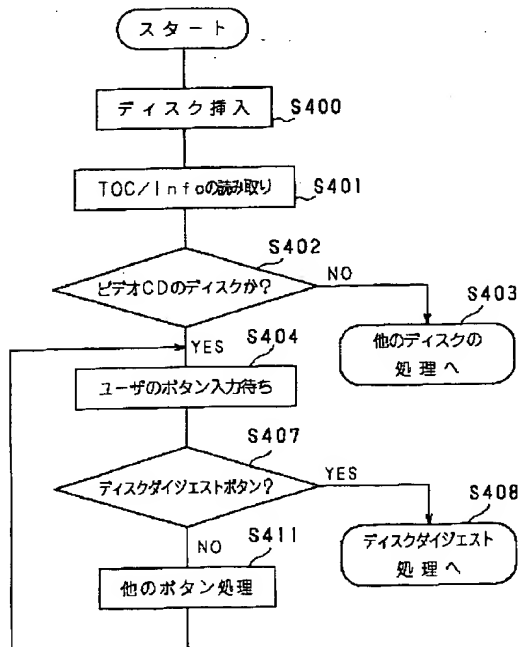 スタート
ディスク挿入
S400
TOC/Infoの読み取り
S401
S402
ビデオCDのディスクか?
NO
S403
他のディスクの
処理へ
YES
S404
ユーザのボタン入力待ち
S407
ディスクダイジェストボタン?
YES
S408
ディスクダイジェスト
処理へ
NO
S411
他のボタン処理